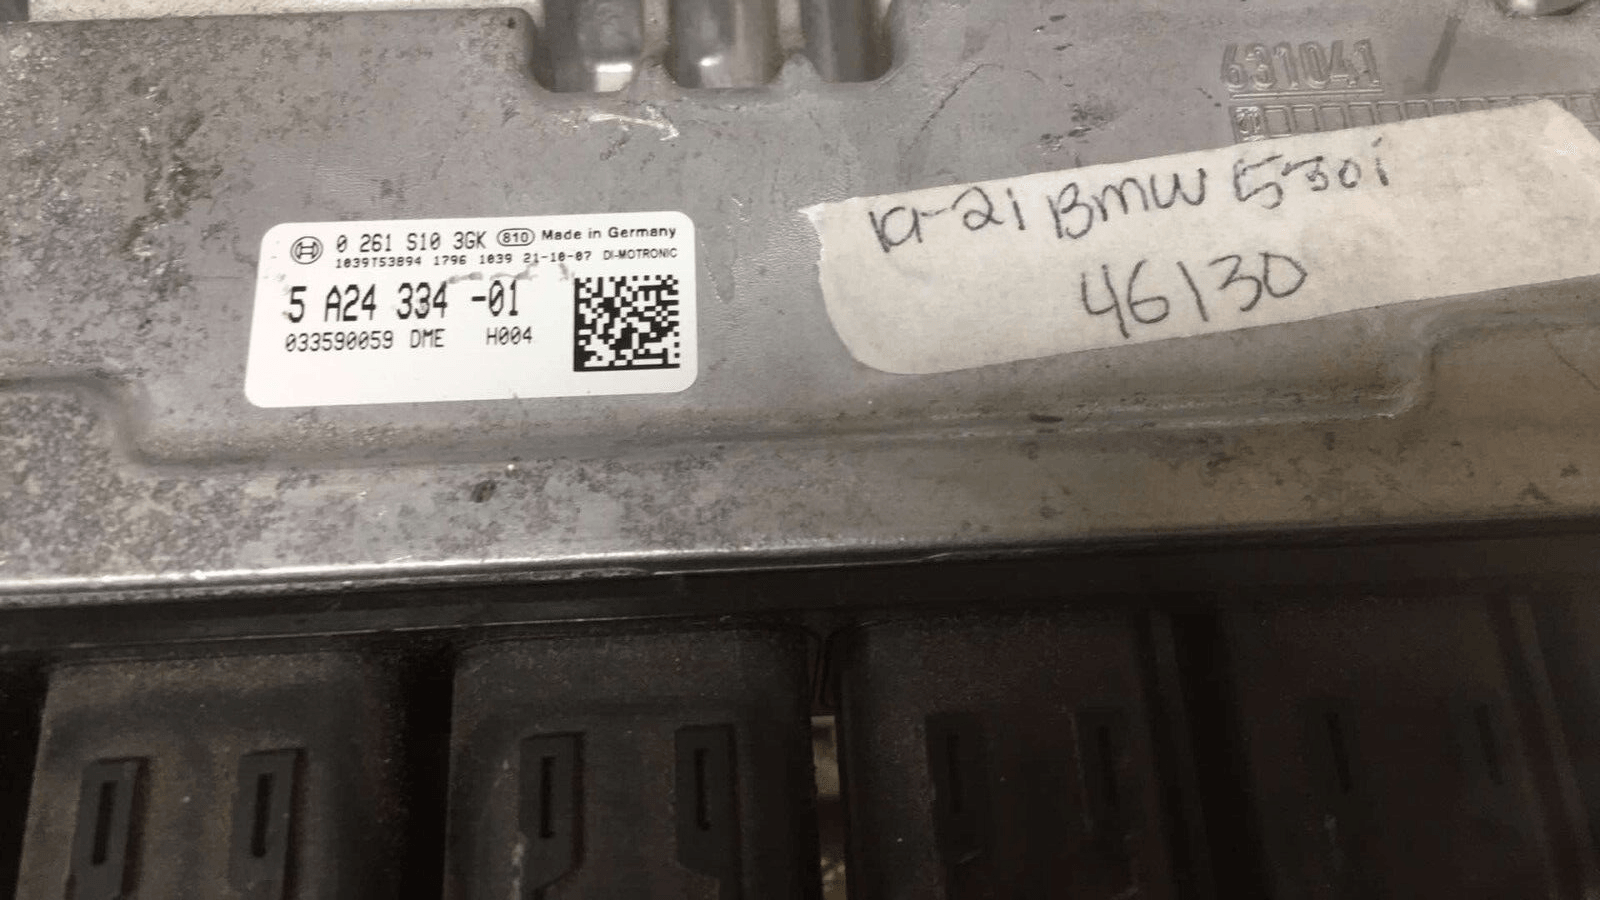 631041
0 261 S10 3GK 810 Made in Germany
1039T53894 1796 1039 21-10-07 DI-MOTRONIC
5 A24 334 -01
033590059 DME H004
19-21 BMW 530i
46130